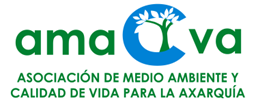 amaCva
ASOCIACIÓN DE MEDIO AMBIENTE Y
CALIDAD DE VIDA PARA LA AXARQUÍA